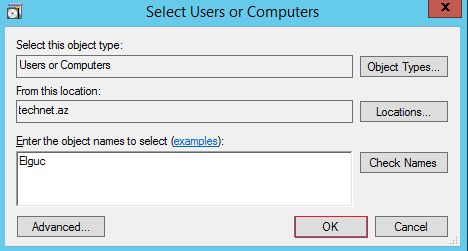 Select Users or Computers
x
Select this object type:
Users or Computers
Object Types...
From this location:
technet.az
Locations...
Enter the object names to select (examples):
Elguc
Check Names
Advanced...
OK
Cancel